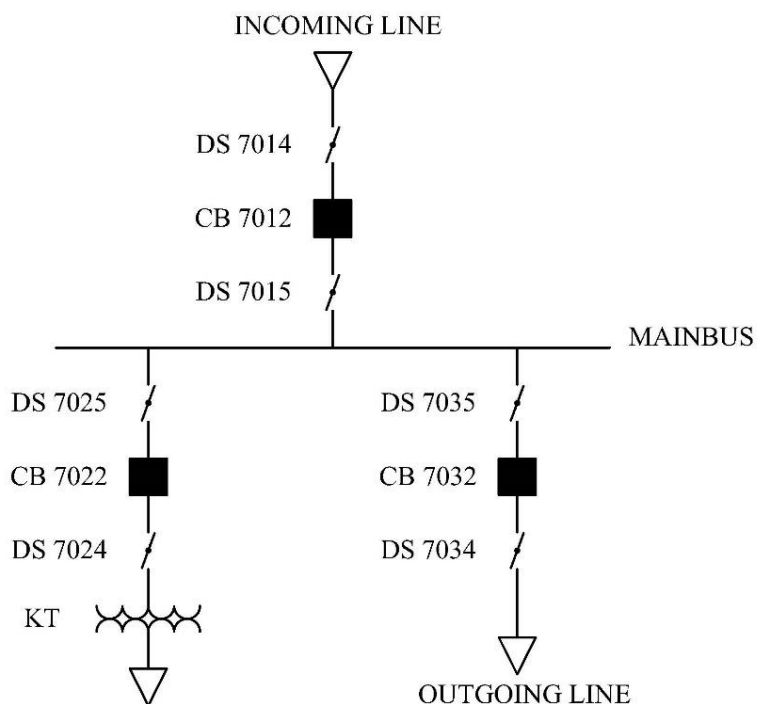 INCOMING LINE
DS 7014
CB 7012
DS 7015
MAINBUS
DS 7025
DS 7035
CB 7022
CB 7032
DS 7024
DS 7034
KT
OUTGOING LINE